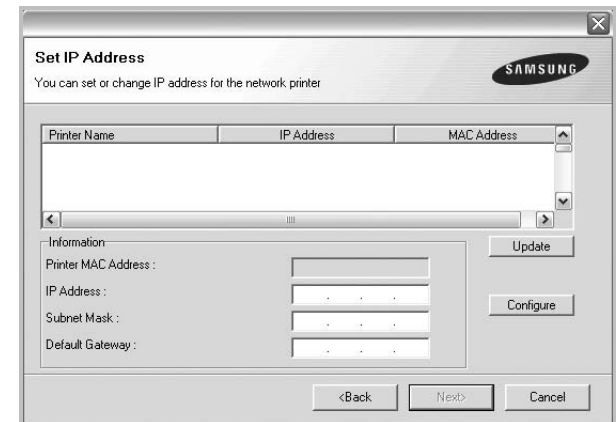 Set IP Address
You can set or change IP address for the network printer
SAMSUNG
Printer Name IP Address MAC Address
Information
Update
Printer MAC Address :
IP Address : . . .
Configure
Subnet Mask : . . .
Default Gateway : . . .
<Back Next> Cancel